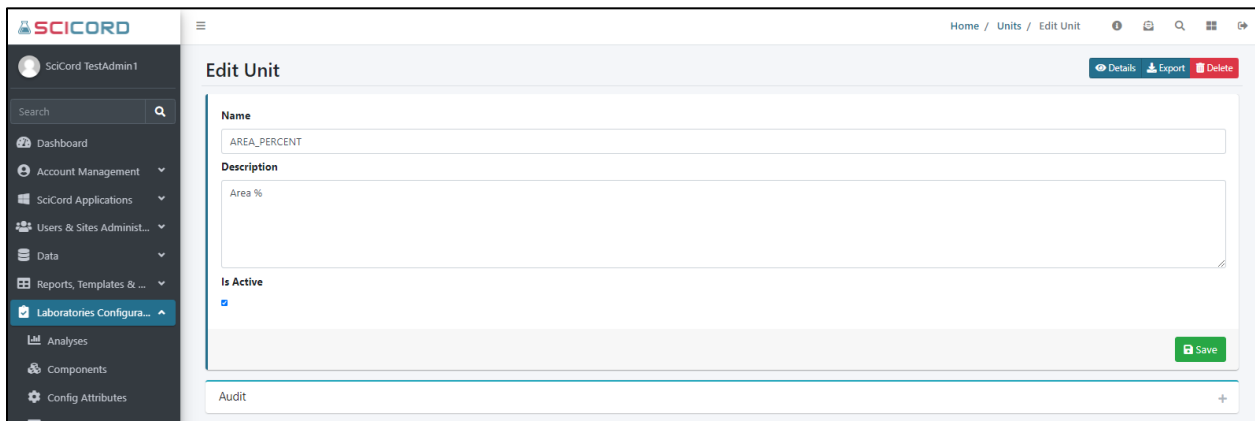 SCICORD
Home / Units / Edit Unit
SciCord TestAdmin1
Search
Dashboard
Account Management
SciCord Applications
Users & Sites Administ...
Data
Reports, Templates & ...
Laboratories Configura...
Analyses
Components
Config Attributes
Edit Unit
Details Export Delete
Name
AREA_PERCENT
Description
Area %
Is Active
Save
Audit